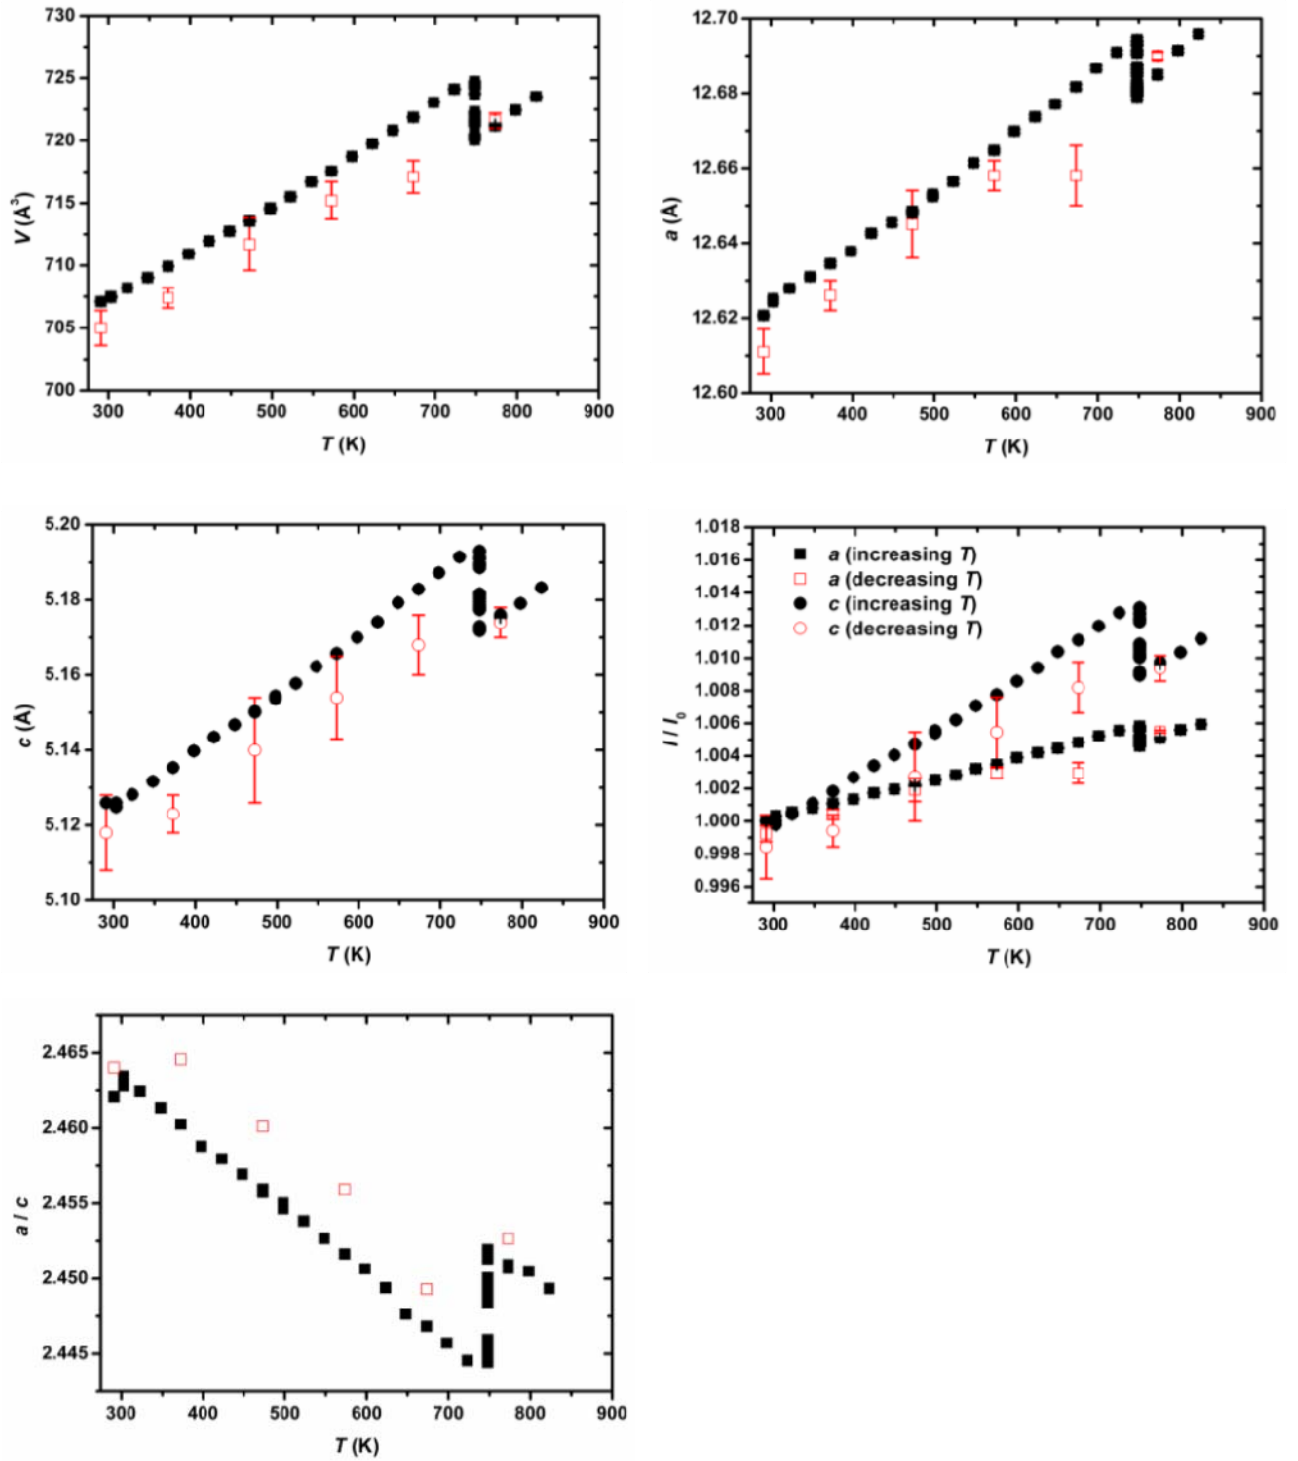 730
725
720
715
710
705
700
V (Å³)
300 400 500 600 700 800 900
T (K)
12.70
12.68
12.66
12.64
12.62
12.60
a (Å)
300 400 500 600 700 800 900
T (K)
5.20
5.18
5.16
5.14
5.12
5.10
c (Å)
300 400 500 600 700 800 900
T (K)
1.018
1.016
1.014
1.012
1.010
1.008
1.006
1.004
1.002
1.000
0.998
0.996
l / l₀
a (increasing T)
a (decreasing T)
c (increasing T)
c (decreasing T)
300 400 500 600 700 800 900
T (K)
2.465
2.460
2.455
2.450
2.445
a / c
300 400 500 600 700 800 900
T (K)